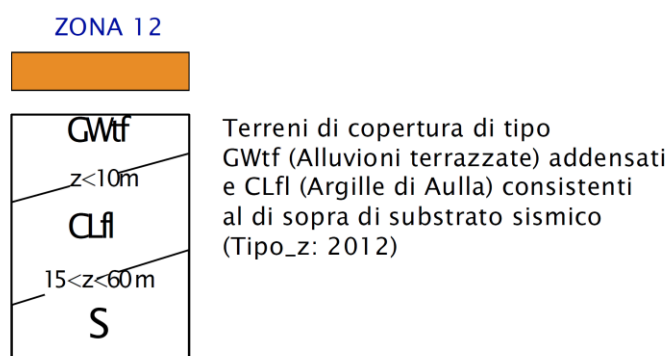 ZONA 12
GWtf
z<10m
CLfl
15<z<60m
S
Terreni di copertura di tipo
GWtf (Alluvioni terrazzate) addensati
e CLfl (Argille di Aulla) consistenti
al di sopra di substrato sismico
(Tipo_z: 2012)